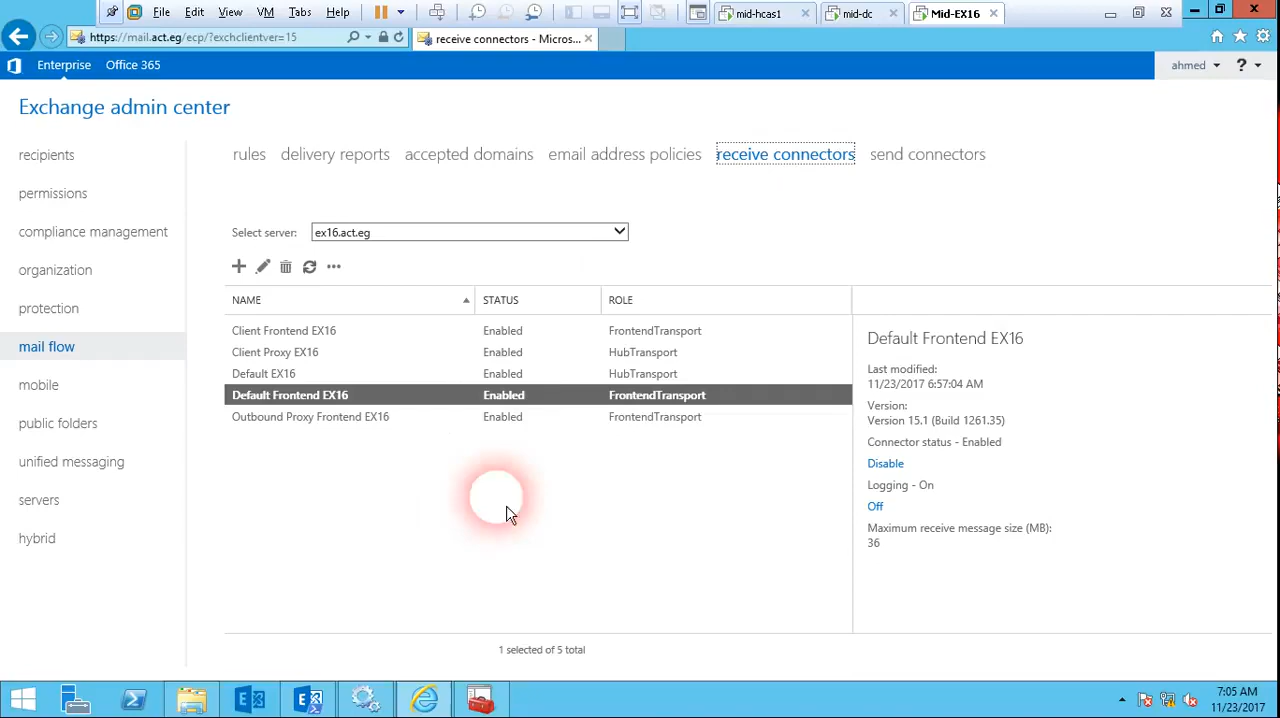 File Edit View VM Tabs Help
mid-hcas1 mid-dc Mid-EX16
https://mail.act.eg/ecp/?exchclientver=15 receive connectors - Micros...
Enterprise Office 365 ahmed ?
Exchange admin center
recipients
permissions
compliance management
organization
protection
mail flow
mobile
public folders
unified messaging
servers
hybrid
rules delivery reports accepted domains email address policies receive connectors send connectors
Select server: ex16.act.eg
NAME STATUS ROLE
Client Frontend EX16 Enabled FrontendTransport
Client Proxy EX16 Enabled HubTransport
Default EX16 Enabled HubTransport
Default Frontend EX16 Enabled FrontendTransport
Outbound Proxy Frontend EX16 Enabled FrontendTransport
Default Frontend EX16
Last modified:
11/23/2017 6:57:04 AM
Version:
Version 15.1 (Build 1261.35)
Connector status - Enabled
Disable
Logging - On
Off
Maximum receive message size (MB):
36
1 selected of 5 total
7:05 AM
11/23/2017